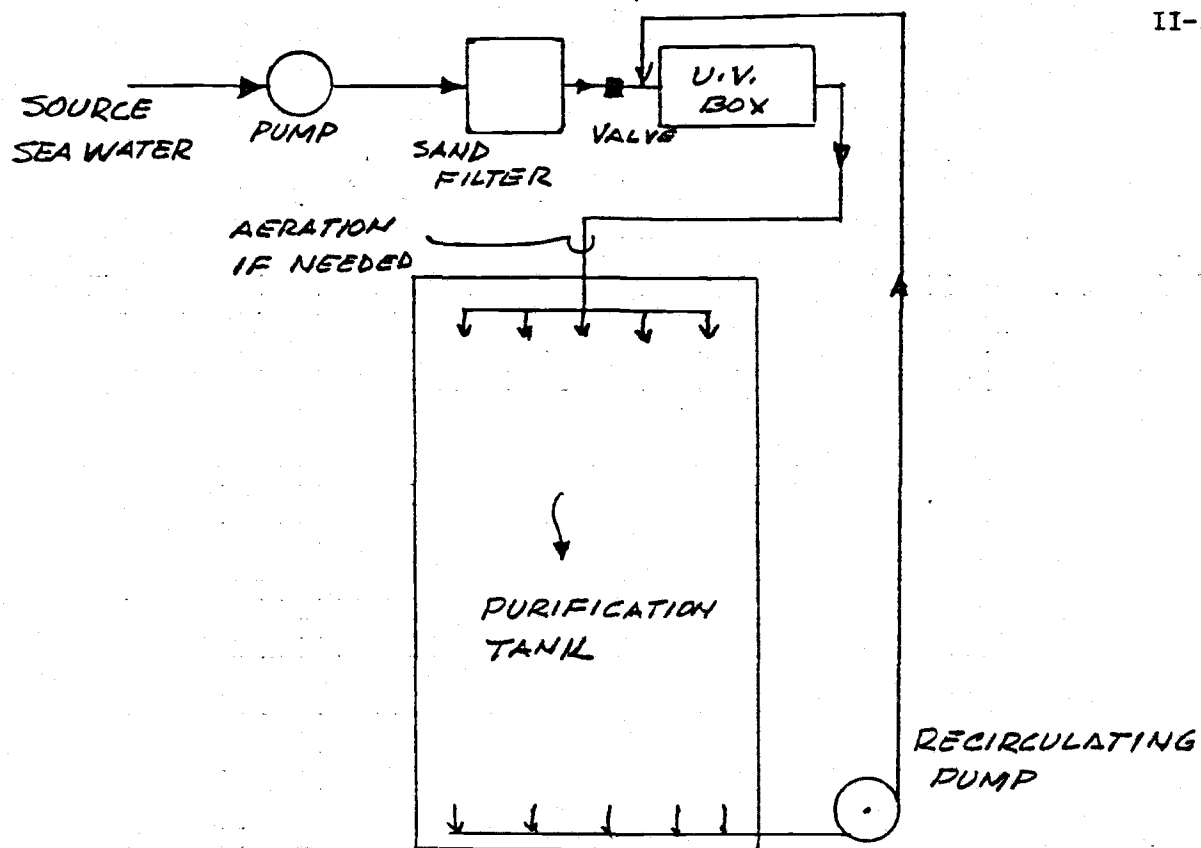 II-
U.V.
BOX
SOURCE
SEA WATER
PUMP
SAND
FILTER
VALVE
AERATION
IF NEEDED
PURIFICATION
TANK
RECIRCULATING
PUMP